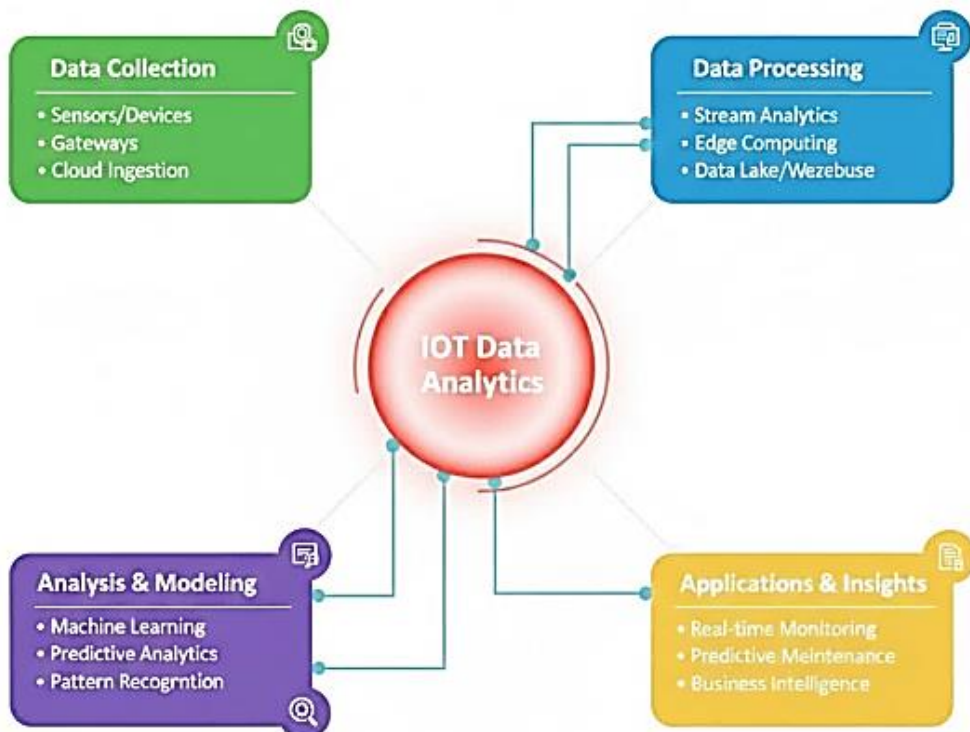 Data Collection
• Sensors/Devices
• Gateways
• Cloud Ingestion
Data Processing
• Stream Analytics
• Edge Computing
• Data Lake/Wezebuse
IOT Data
Analytics
Analysis & Modeling
• Machine Learning
• Predictive Analytics
• Pattern Recogrntion
Applications & Insights
• Real-time Monitoring
• Predictive Meintenance
• Business Intelligence